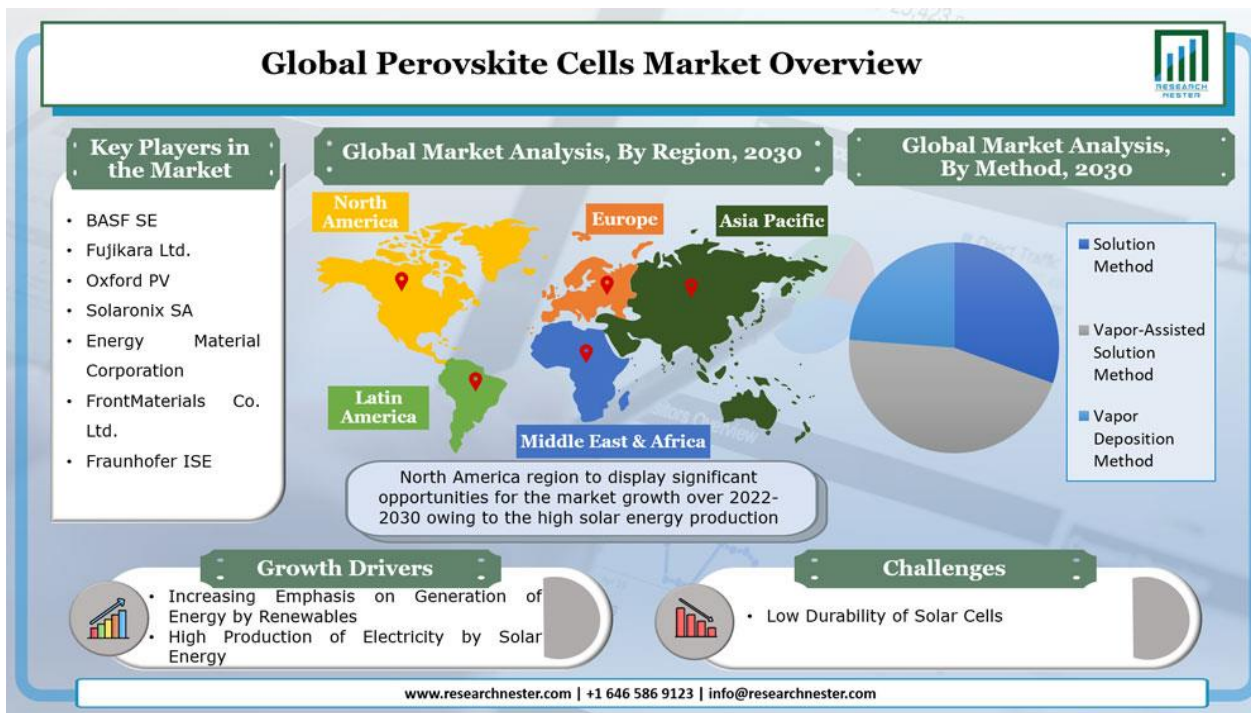 Global Perovskite Cells Market Overview
RESEARCH
NESTER
Key Players in
the Market
• BASF SE
• Fujikara Ltd.
• Oxford PV
• Solaronix SA
• Energy Material
Corporation
• FrontMaterials Co.
Ltd.
• Fraunhofer ISE
Global Market Analysis, By Region, 2030
North
America
Europe
Asia Pacific
Latin
America
Middle East & Africa
North America region to display significant
opportunities for the market growth over 2022-
2030 owing to the high solar energy production
Global Market Analysis,
By Method, 2030
Solution
Method
Vapor-Assisted
Solution
Method
Vapor
Deposition
Method
Growth Drivers
• Increasing Emphasis on Generation of
Energy by Renewables
• High Production of Electricity by Solar
Energy
Challenges
• Low Durability of Solar Cells
www.researchnester.com | +1 646 586 9123 | info@researchnester.com